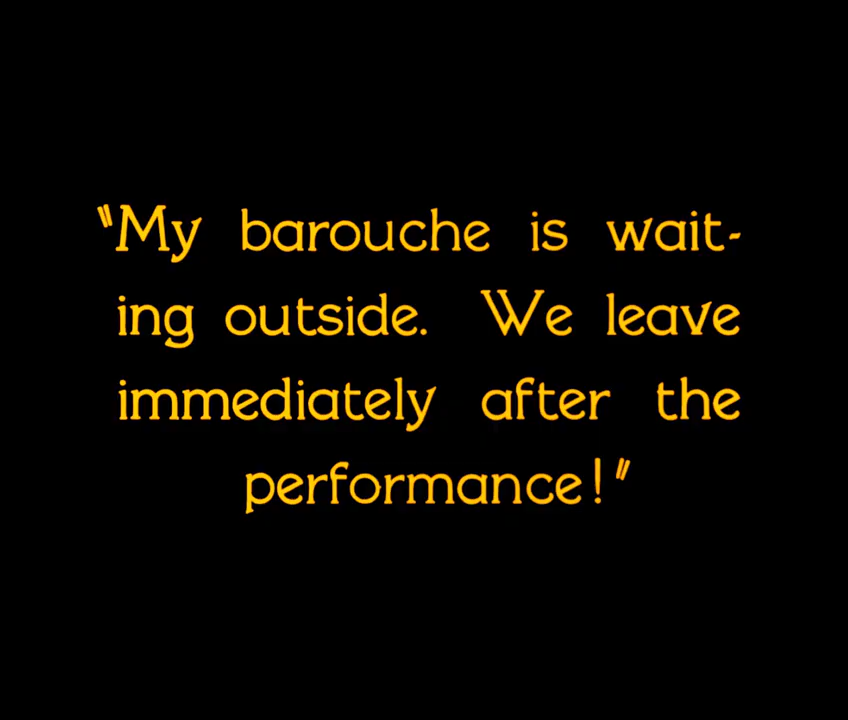 "My barouche is wait-
ing outside. We leave
immediately after the
performance!"